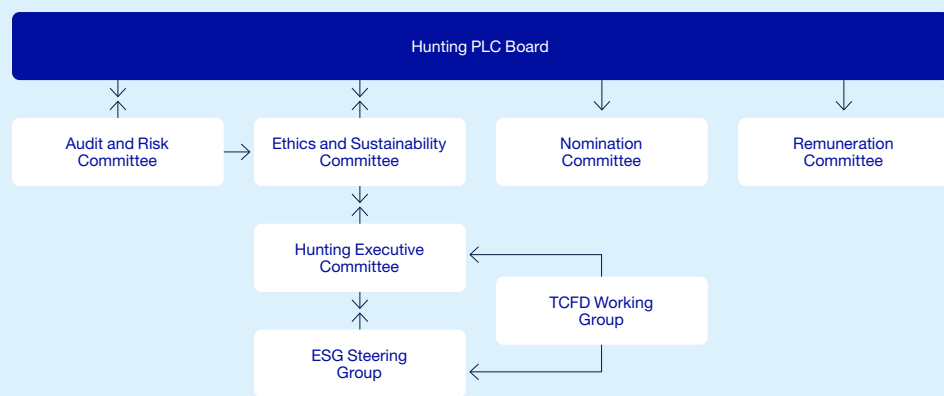 Hunting PLC Board
Audit and Risk
Committee
Ethics and Sustainability
Committee
Nomination
Committee
Remuneration
Committee
Hunting Executive
Committee
TCFD Working
Group
ESG Steering
Group